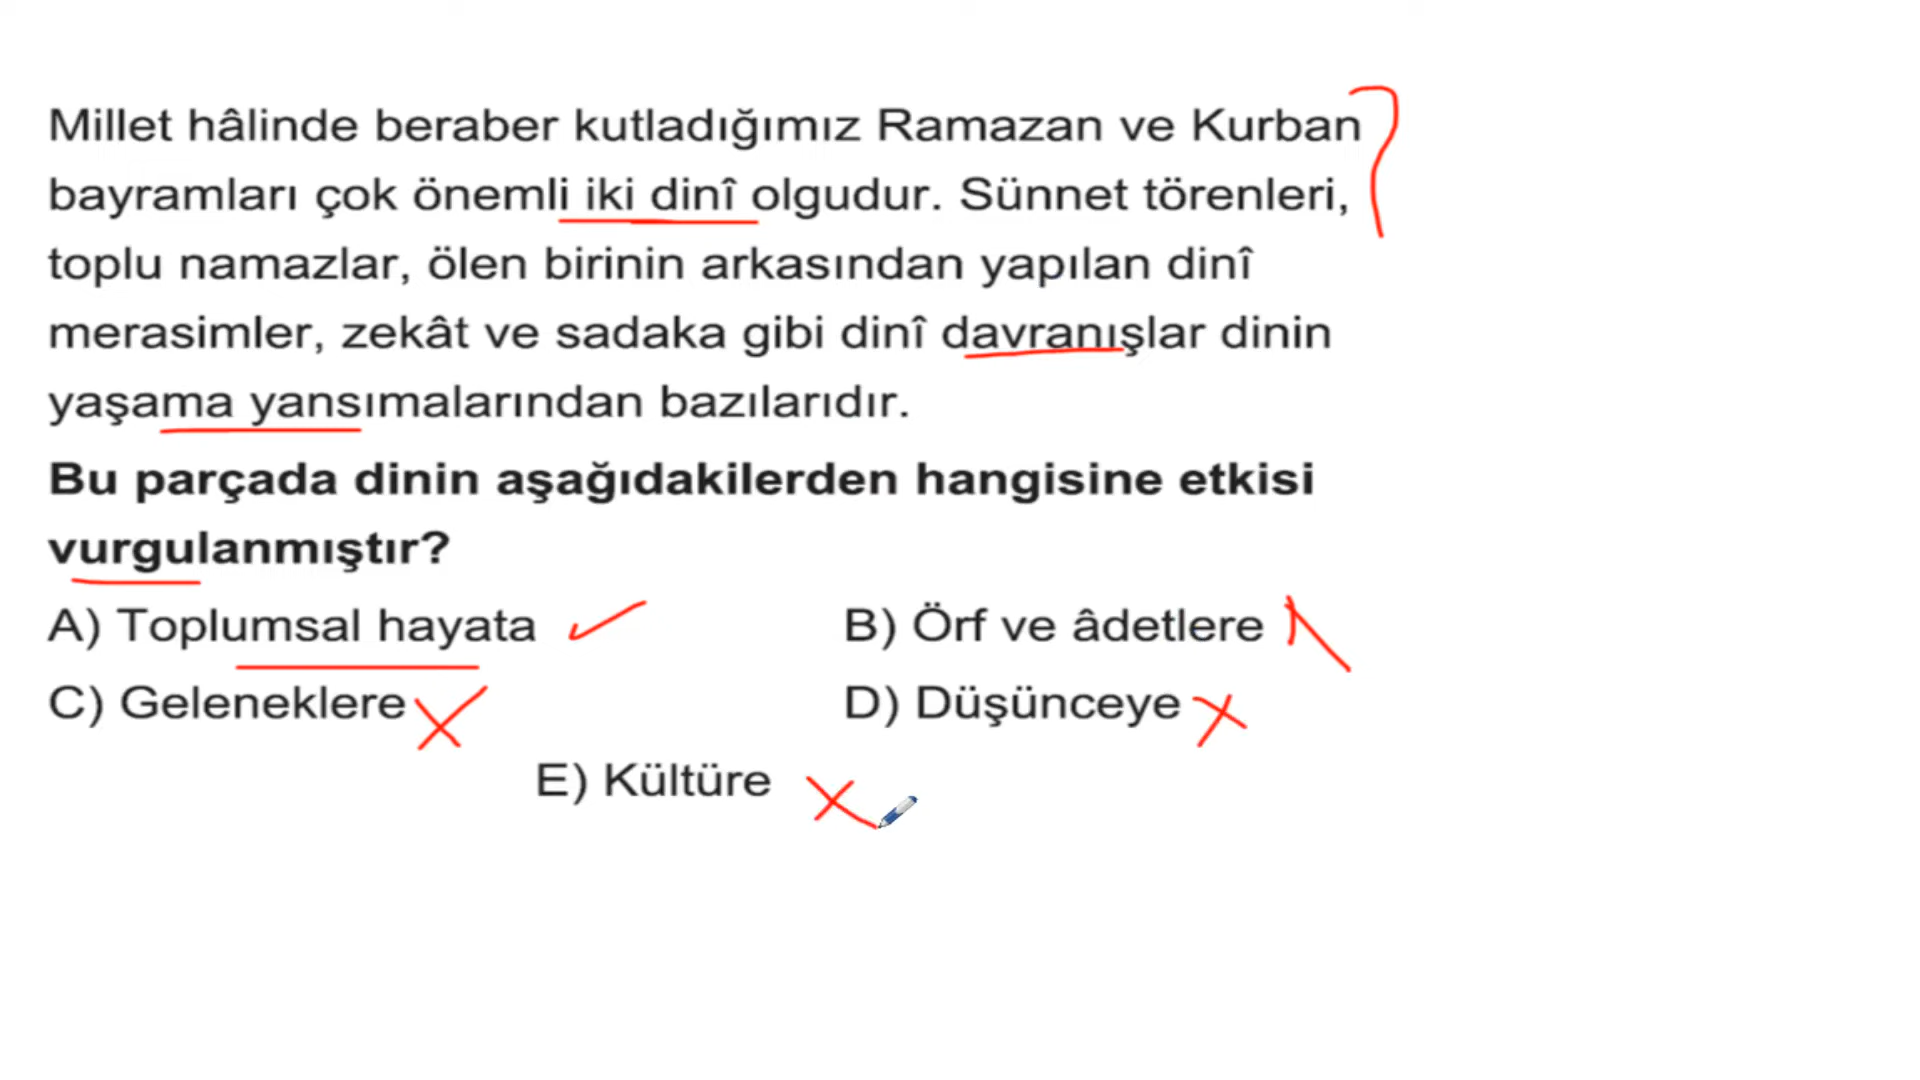 Millet hâlinde beraber kutladığımız Ramazan ve Kurban
bayramları çok önemli iki dinî olgudur. Sünnet törenleri,
toplu namazlar, ölen birinin arkasından yapılan dinî
merasimler, zekât ve sadaka gibi dinî davranışlar dinin
yaşama yansımalarından bazılarıdır.
Bu parçada dinin aşağıdakilerden hangisine etkisi
vurgulanmıştır?
A) Toplumsal hayata
B) Örf ve âdetlere
C) Geleneklere
D) Düşünceye
E) Kültüre